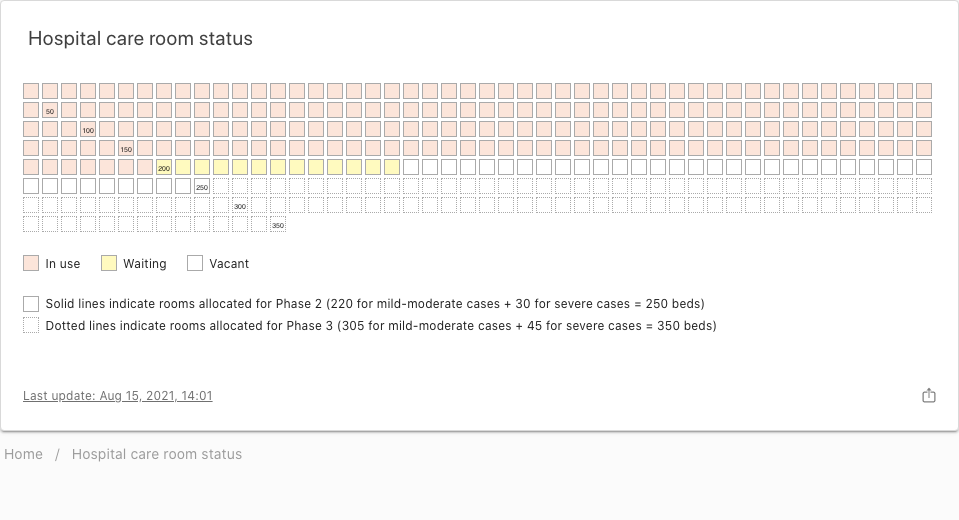 Hospital care room status
50
100
150
200
250
300
350
In use Waiting Vacant
Solid lines indicate rooms allocated for Phase 2 (220 for mild-moderate cases + 30 for severe cases = 250 beds)
Dotted lines indicate rooms allocated for Phase 3 (305 for mild-moderate cases + 45 for severe cases = 350 beds)
Last update: Aug 15, 2021, 14:01
Home / Hospital care room status